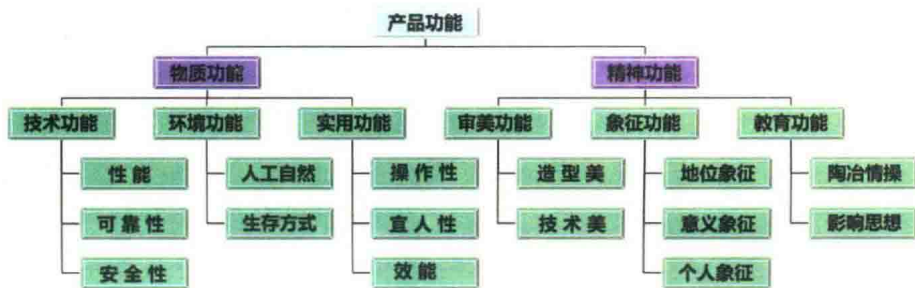 产品功能
物质功能 精神功能
技术功能 环境功能 实用功能 审美功能 象征功能 教育功能
性能 人工自然 操作性 造型美 地位象征 陶冶情操
可靠性 生存方式 宜人性 技术美 意义象征 影响思想
安全性 效能 个人象征